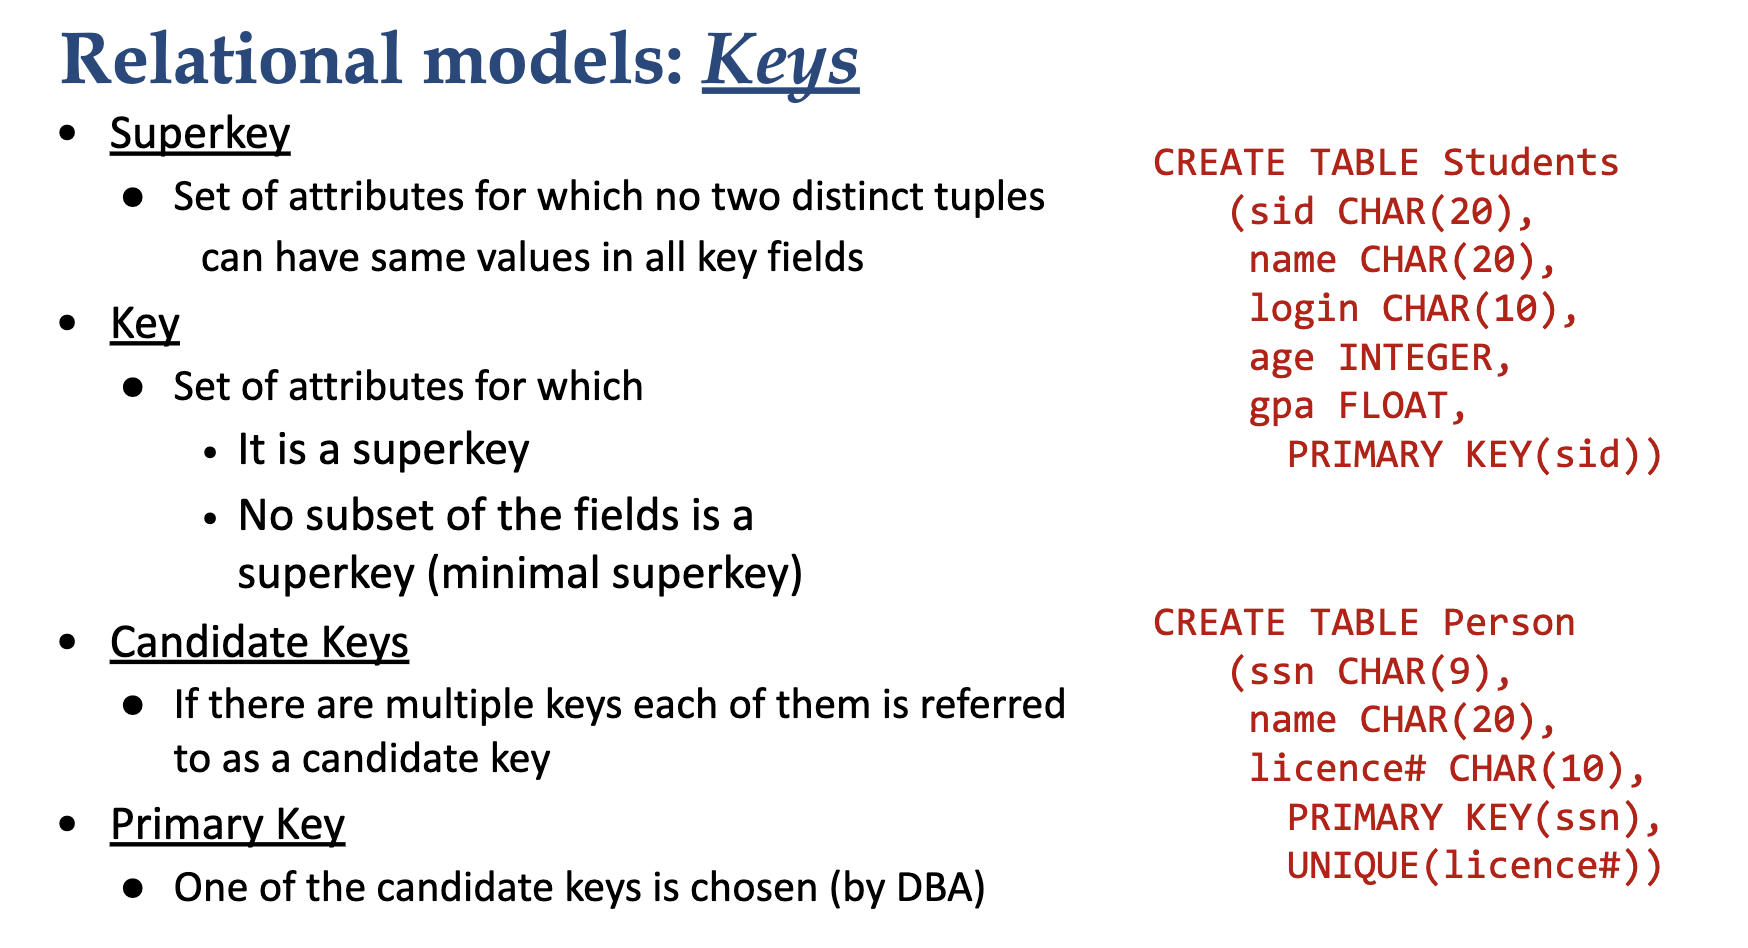 Relational models: Keys
• Superkey
● Set of attributes for which no two distinct tuples
can have same values in all key fields
• Key
● Set of attributes for which
• It is a superkey
• No subset of the fields is a
superkey (minimal superkey)
• Candidate Keys
● If there are multiple keys each of them is referred
to as a candidate key
• Primary Key
● One of the candidate keys is chosen (by DBA)
CREATE TABLE Students
(sid CHAR(20),
name CHAR(20),
login CHAR(10),
age INTEGER,
gpa FLOAT,
PRIMARY KEY(sid))
CREATE TABLE Person
(ssn CHAR(9),
name CHAR(20),
licence# CHAR(10),
PRIMARY KEY(ssn),
UNIQUE(licence#))